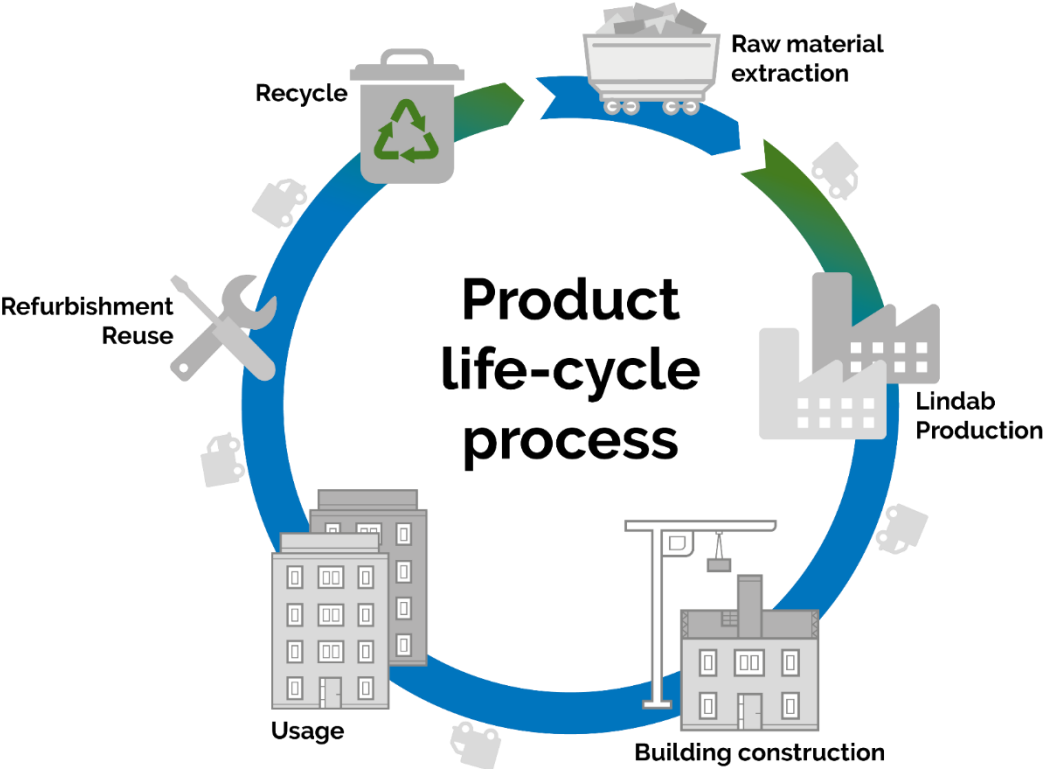 Product
life-cycle
process
Raw material
extraction
Lindab
Production
Building construction
Usage
Refurbishment
Reuse
Recycle